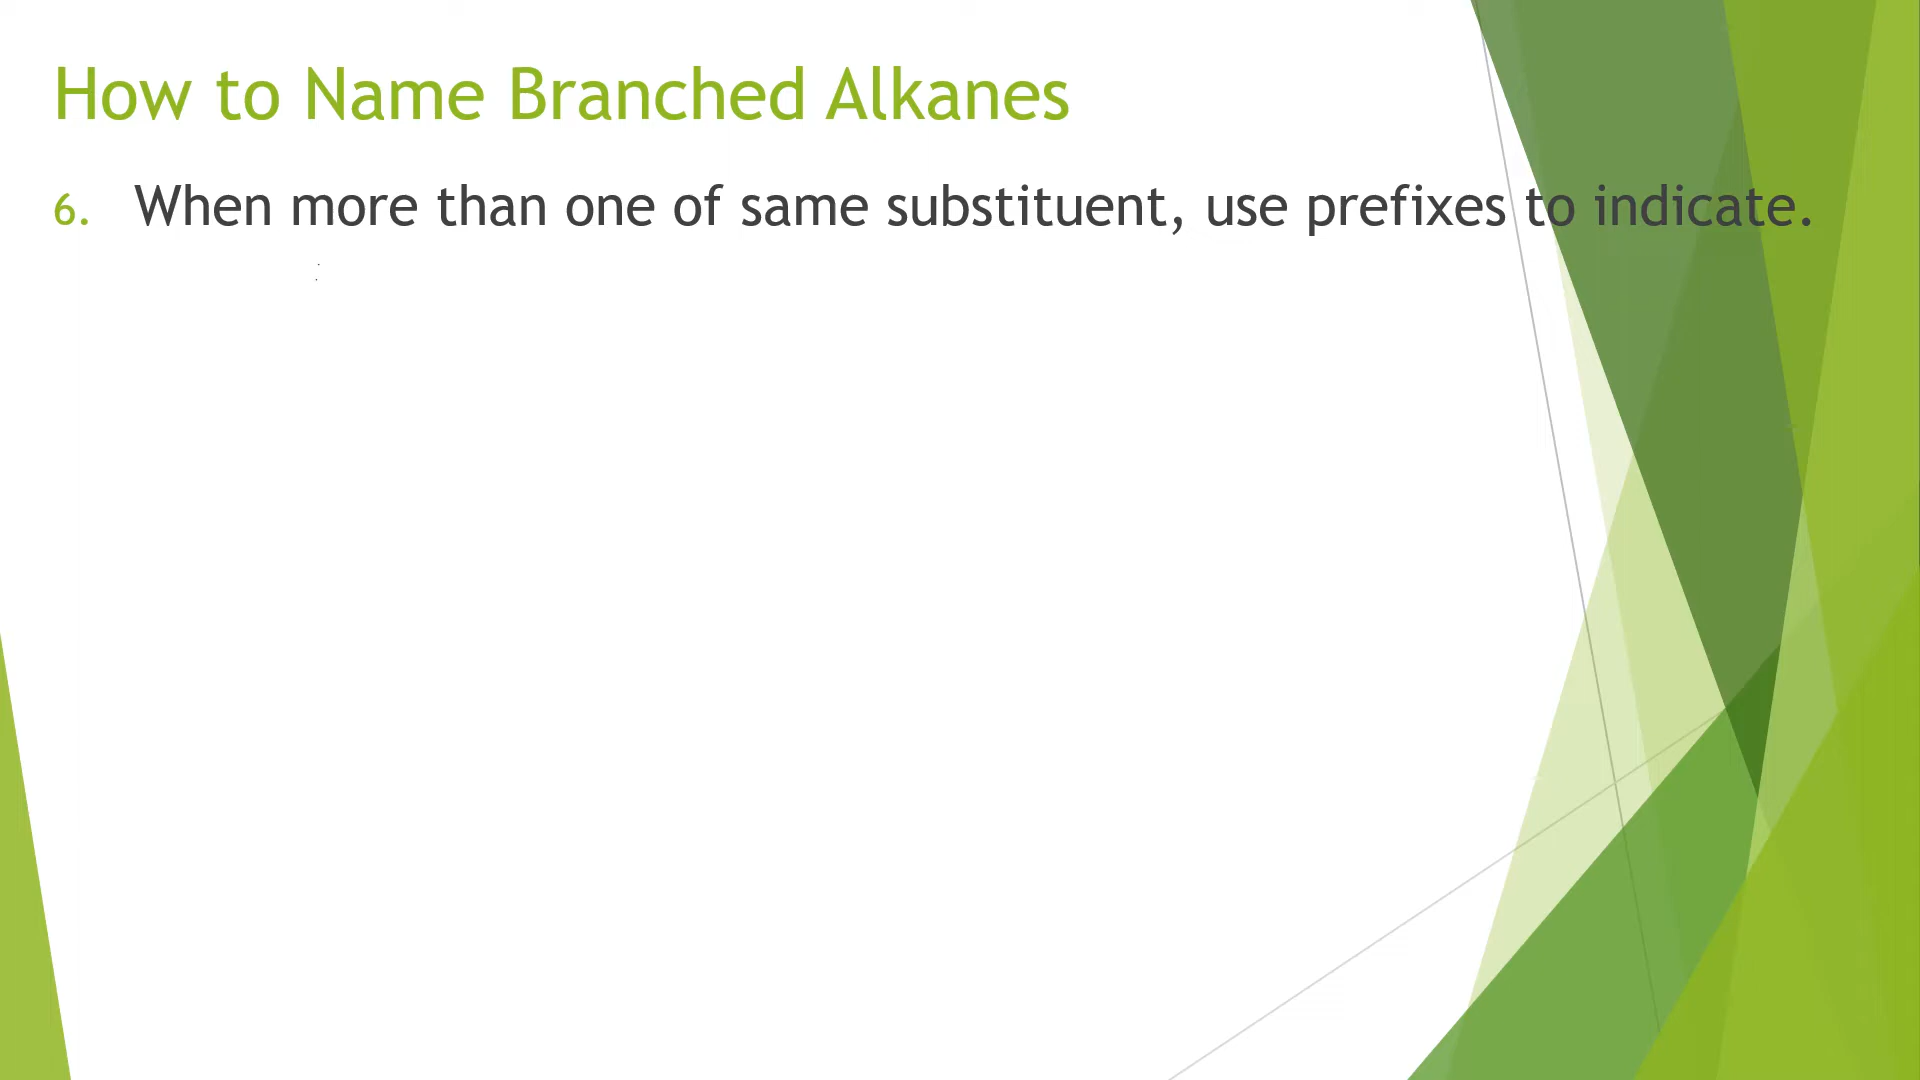 How to Name Branched Alkanes
6. When more than one of same substituent, use prefixes to indicate.